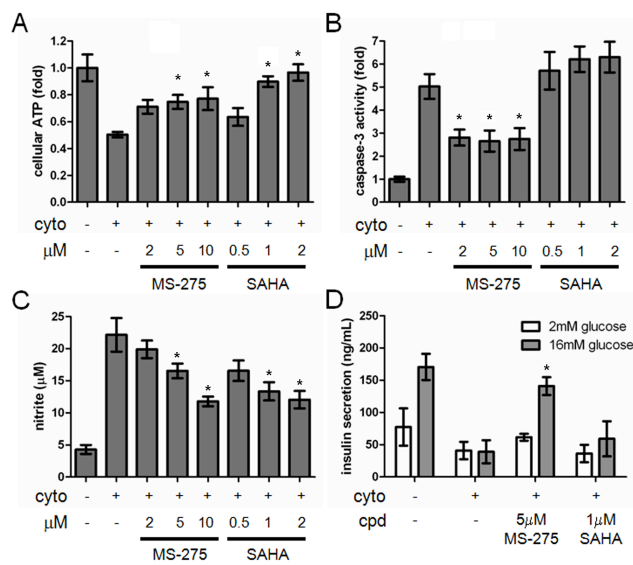 A
cellular ATP (fold)
1.2
1.0
0.8
0.6
0.4
0.2
0.0
* * * *
cyto - + + + + + + +
μM - - 2 5 10 0.5 1 2
MS-275 SAHA
B
caspase-3 activity (fold)
8
7
6
5
4
3
2
1
0
* * *
cyto - + + + + + + +
μM - - 2 5 10 0.5 1 2
MS-275 SAHA
C
nitrite (μM)
25
20
15
10
5
0
* * * *
cyto - + + + + + + +
μM - - 2 5 10 0.5 1 2
MS-275 SAHA
D
insulin secretion (ng/mL)
250
200
150
100
50
0
2mM glucose
16mM glucose
*
cyto - + + +
cpd - - 5μM 1μM
MS-275 SAHA